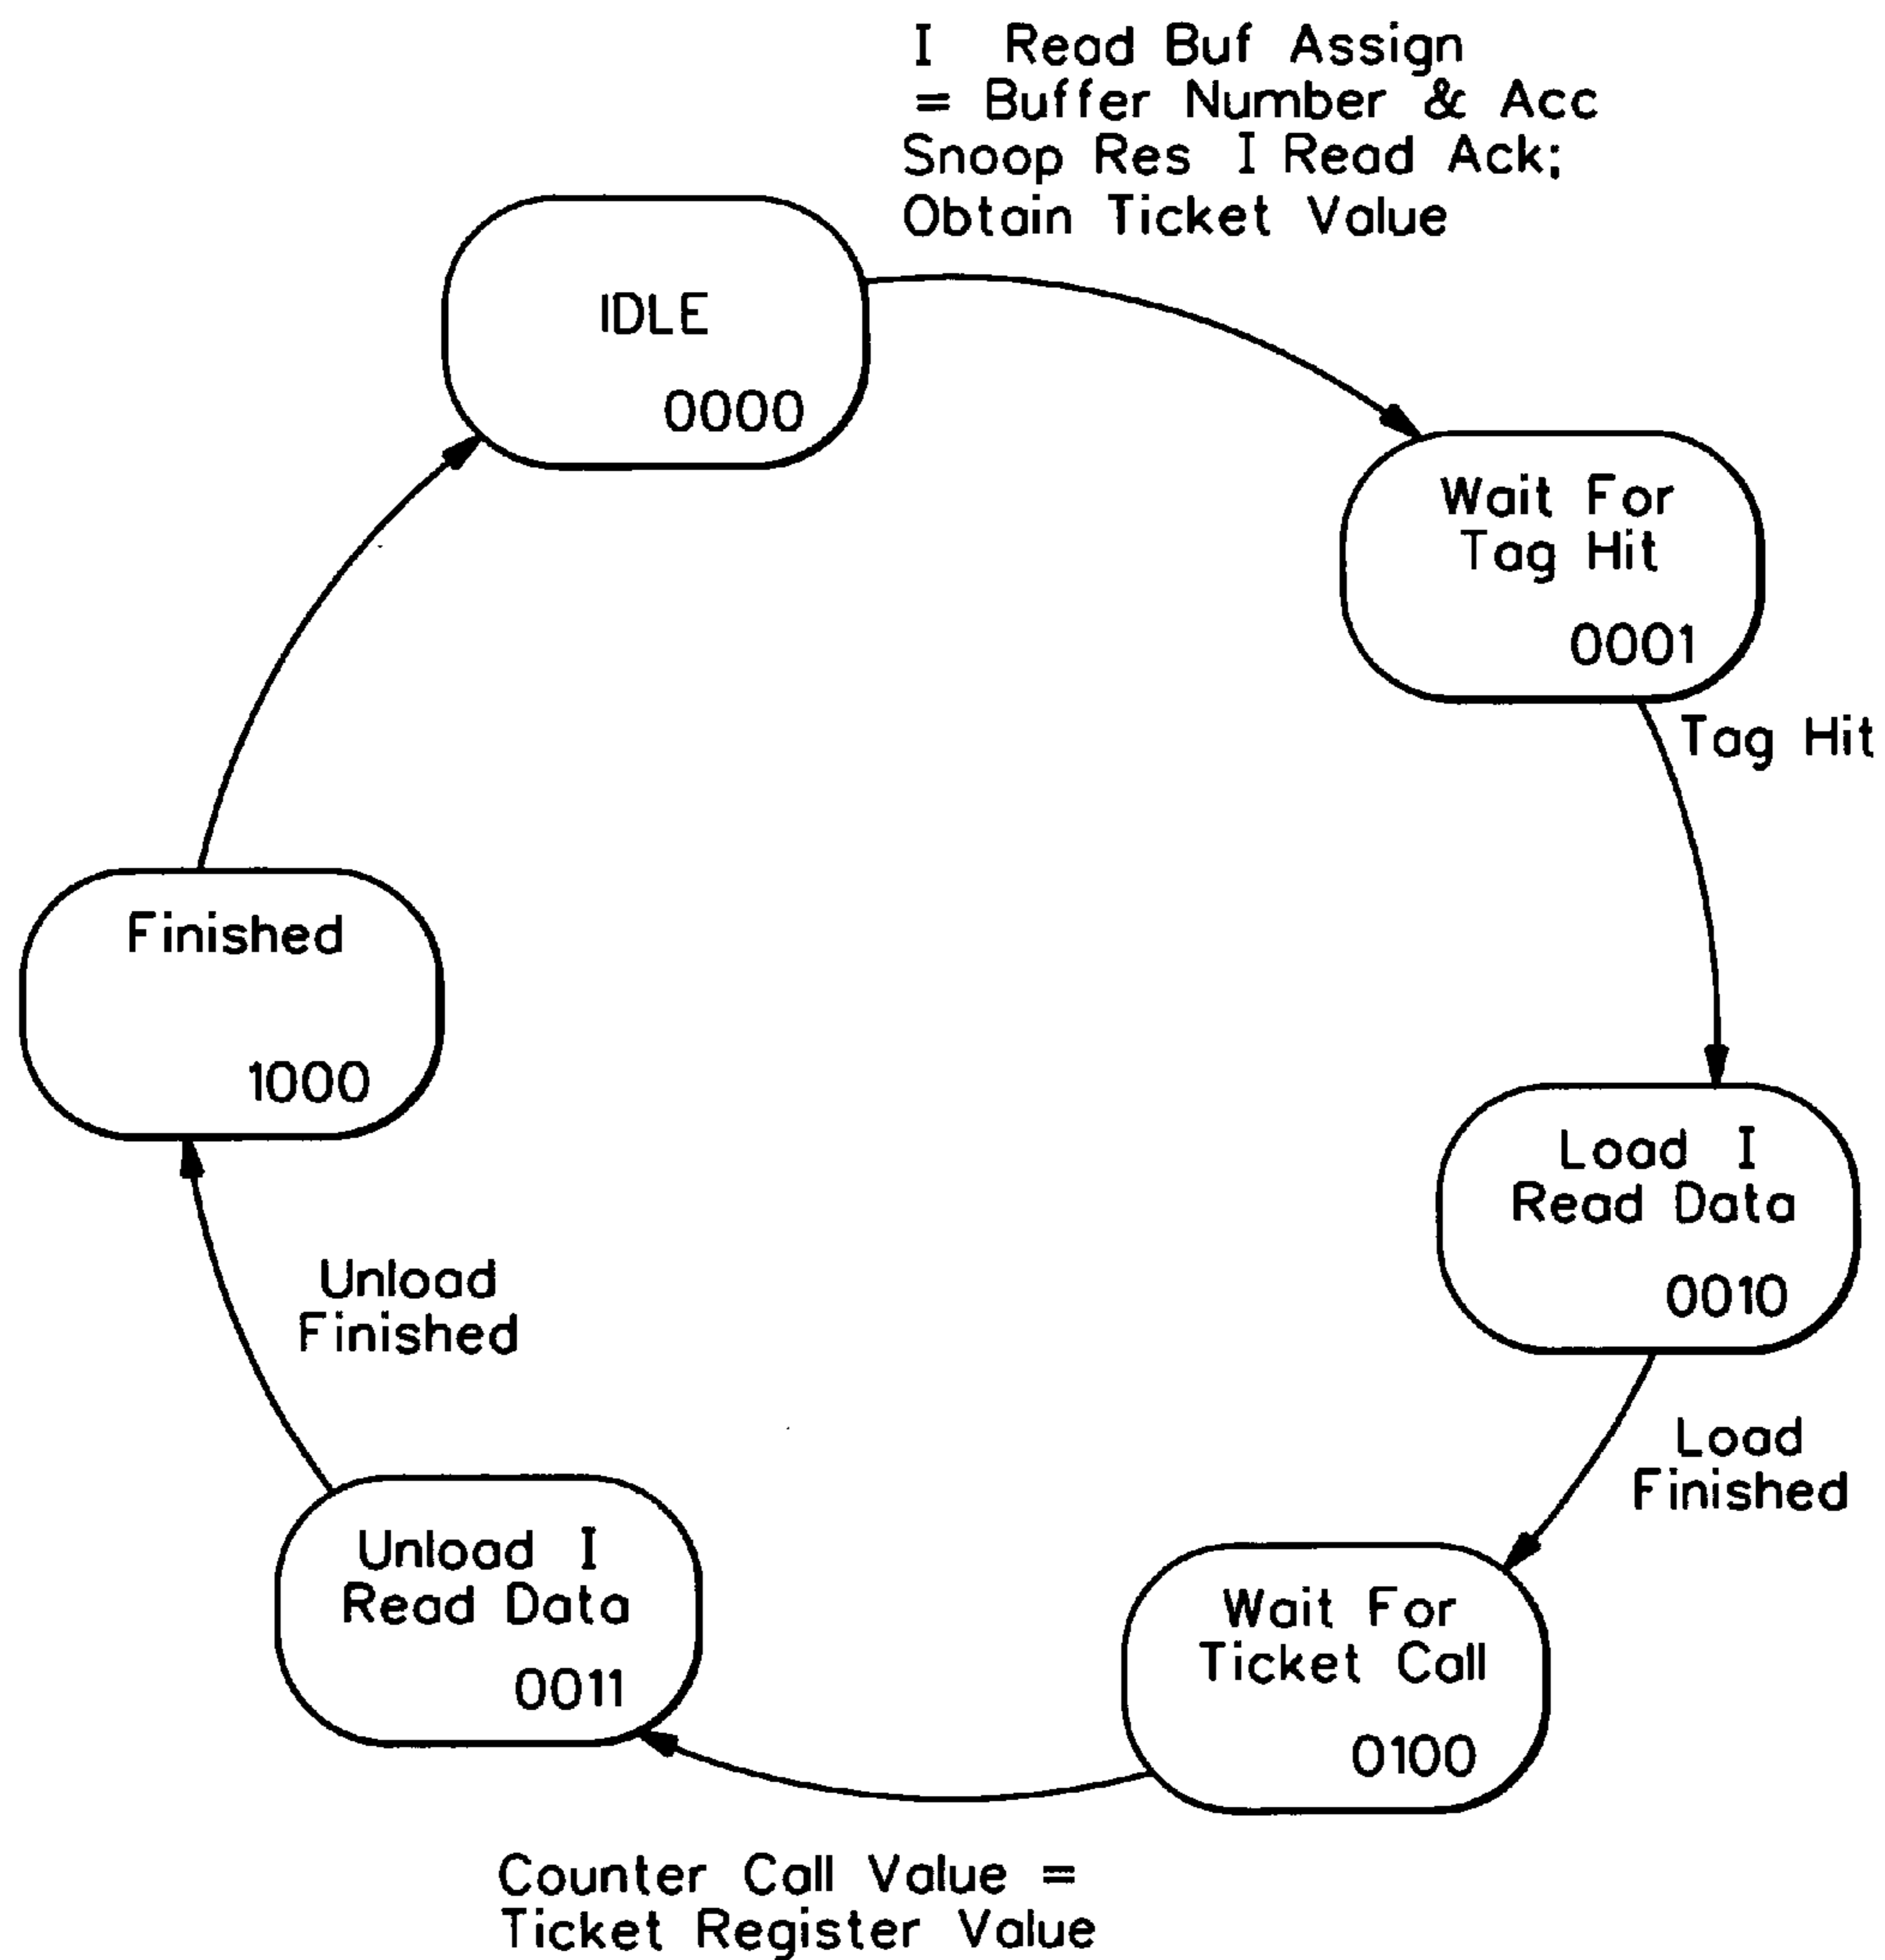 I Read Buf Assign
= Buffer Number & Acc
Snoop Res I Read Ack;
Obtain Ticket Value
IDLE
0000
Wait For
Tag Hit
0001
Tag Hit
Finished
1000
Load I
Read Data
0010
Unload
Finished
Load
Finished
Unload I
Read Data
0011
Wait For
Ticket Call
0100
Counter Call Value =
Ticket Register Value